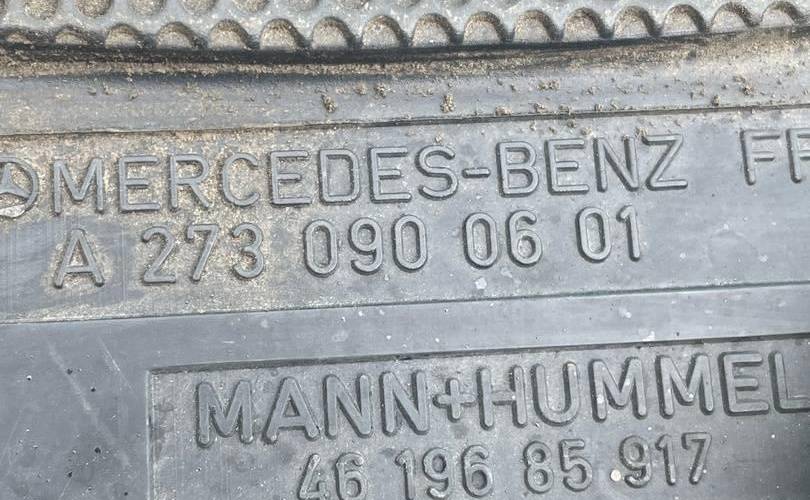 MERCEDES-BENZ
A 273 090 06 01
MANN+HUMMEL
46 196 85 917